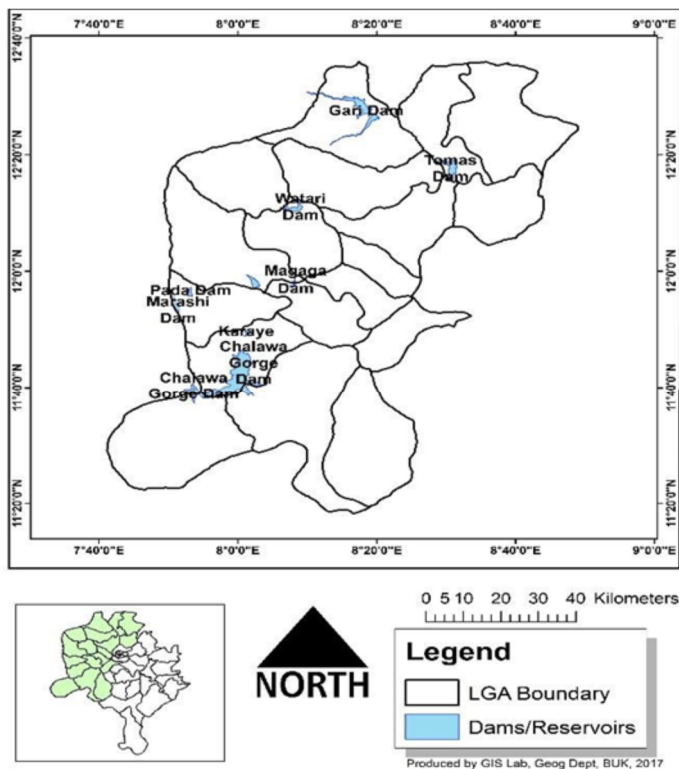 7°40'0"E 8°0'0"E 8°20'0"E 8°40'0"E 9°0'0"E
12°40'0"N
12°40'0"N
Gari Dam
12°20'0"N
12°20'0"N
Tomas
Dam
Watari
Dam
12°0'0"N
12°0'0"N
Magaga
Dam
Pada Dam
Marashi
Dam
Karaye
Chalawa
Gorge
Dam
Chalawa
Gorge Dam
11°40'0"N
11°40'0"N
11°20'0"N
11°20'0"N
7°40'0"E 8°0'0"E 8°20'0"E 8°40'0"E 9°0'0"E
0 5 10 20 30 40 Kilometers
NORTH
Legend
LGA Boundary
Dams/Reservoirs
Produced by GIS Lab, Geog Dept, BUK, 2017